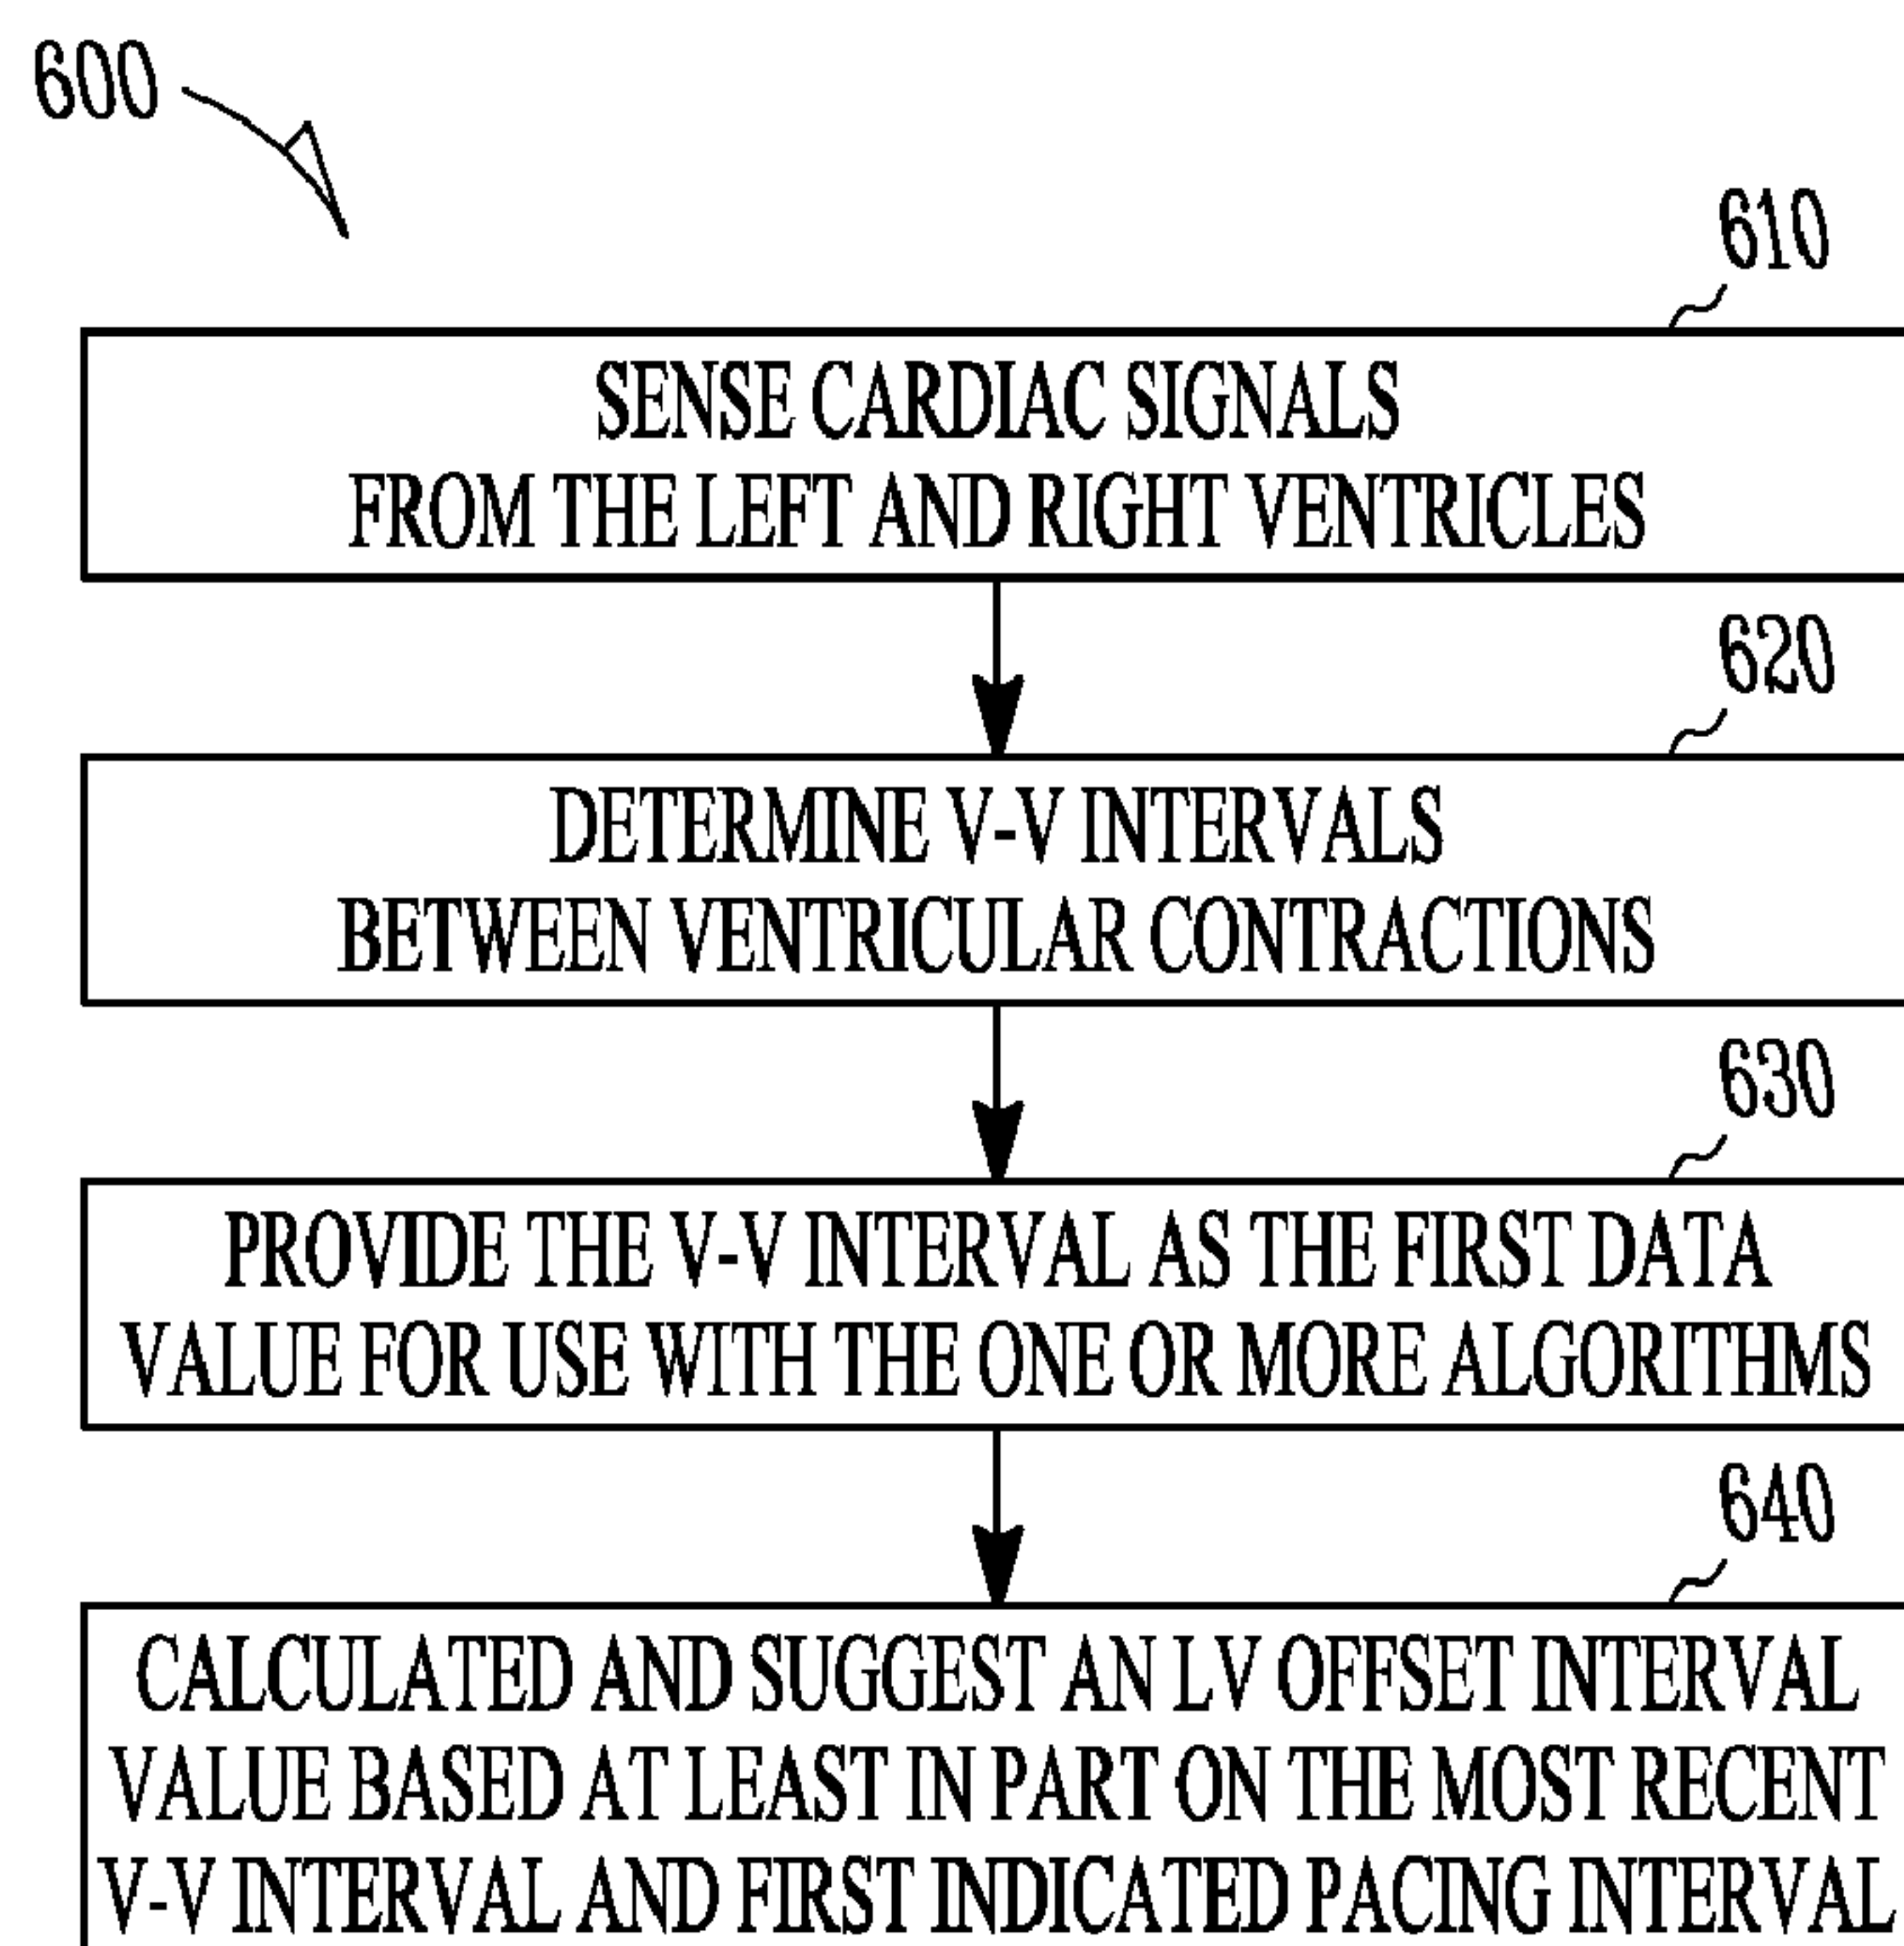 600
610
SENSE CARDIAC SIGNALS
FROM THE LEFT AND RIGHT VENTRICLES
620
DETERMINE V-V INTERVALS
BETWEEN VENTRICULAR CONTRACTIONS
630
PROVIDE THE V-V INTERVAL AS THE FIRST DATA
VALUE FOR USE WITH THE ONE OR MORE ALGORITHMS
640
CALCULATED AND SUGGEST AN LV OFFSET INTERVAL
VALUE BASED AT LEAST IN PART ON THE MOST RECENT
V-V INTERVAL AND FIRST INDICATED PACING INTERVAL